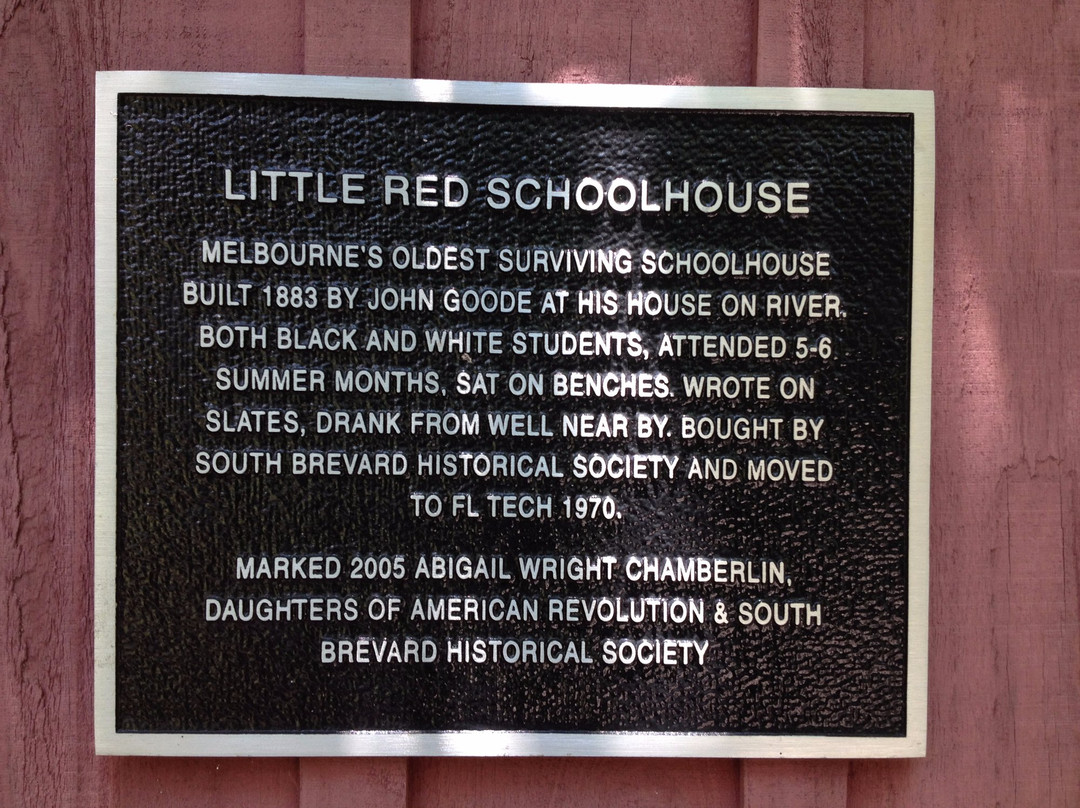 LITTLE RED SCHOOLHOUSE
MELBOURNE'S OLDEST SURVIVING SCHOOLHOUSE
BUILT 1883 BY JOHN GOODE AT HIS HOUSE ON RIVER.
BOTH BLACK AND WHITE STUDENTS, ATTENDED 5-6
SUMMER MONTHS, SAT ON BENCHES. WROTE ON
SLATES, DRANK FROM WELL NEAR BY. BOUGHT BY
SOUTH BREVARD HISTORICAL SOCIETY AND MOVED
TO FL TECH 1970.
MARKED 2005 ABIGAIL WRIGHT CHAMBERLIN,
DAUGHTERS OF AMERICAN REVOLUTION & SOUTH
BREVARD HISTORICAL SOCIETY